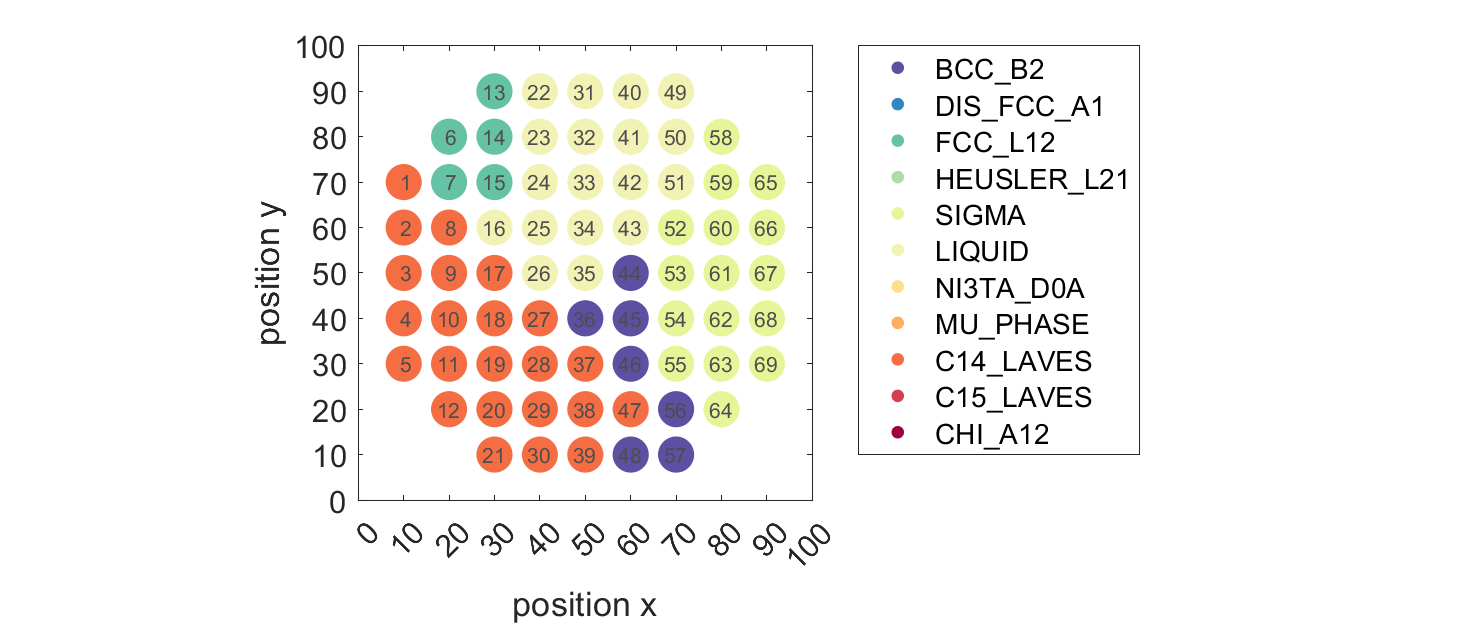 100
90
80
70
60
50
40
30
20
10
0
position y
13 22 31 40 49
6 14 23 32 41 50 58
1 7 15 24 33 42 51 59 65
2 8 16 25 34 43 52 60 66
3 9 17 26 35 44 53 61 67
4 10 18 27 36 45 54 62 68
5 11 19 28 37 46 55 63 69
12 20 29 38 47 56 64
21 30 39 48 57
0 10 20 30 40 50 60 70 80 90 100
position x
BCC_B2
DIS_FCC_A1
FCC_L12
HEUSLER_L21
SIGMA
LIQUID
NI3TA_D0A
MU_PHASE
C14_LAVES
C15_LAVES
CHI_A12